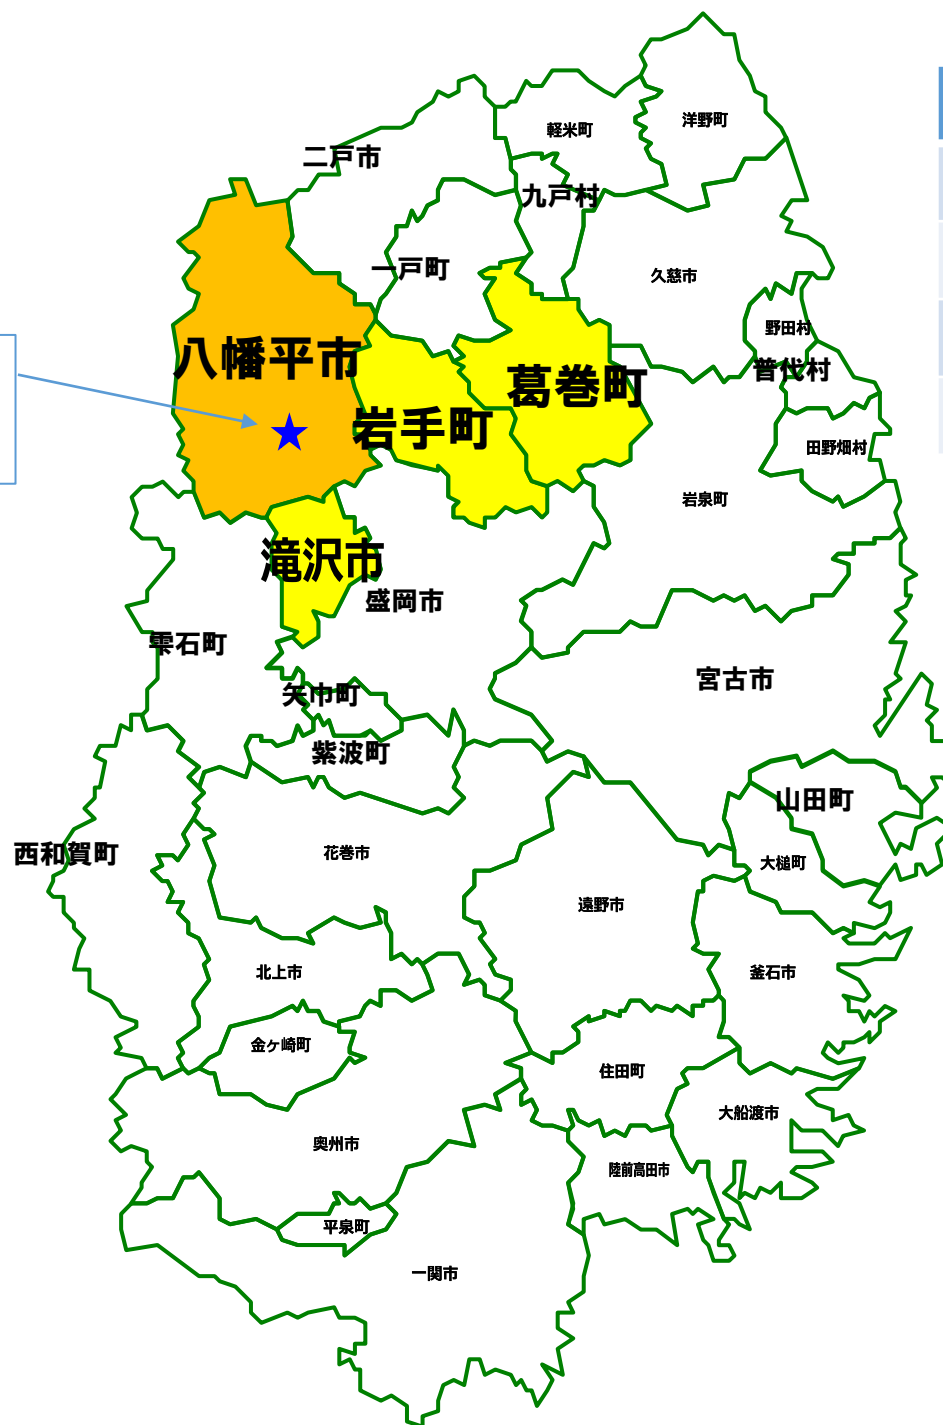 洋野町
軽米町
二戸市
九戸村
一戸町
久慈市
野田村
八幡平市
普代村
葛巻町
岩手町
田野畑村
岩泉町
滝沢市
盛岡市
雫石町
宮古市
矢巾町
紫波町
山田町
西和賀町
花巻市
大槌町
遠野市
北上市
釜石市
金ヶ崎町
住田町
大船渡市
奥州市
陸前高田市
平泉町
一関市